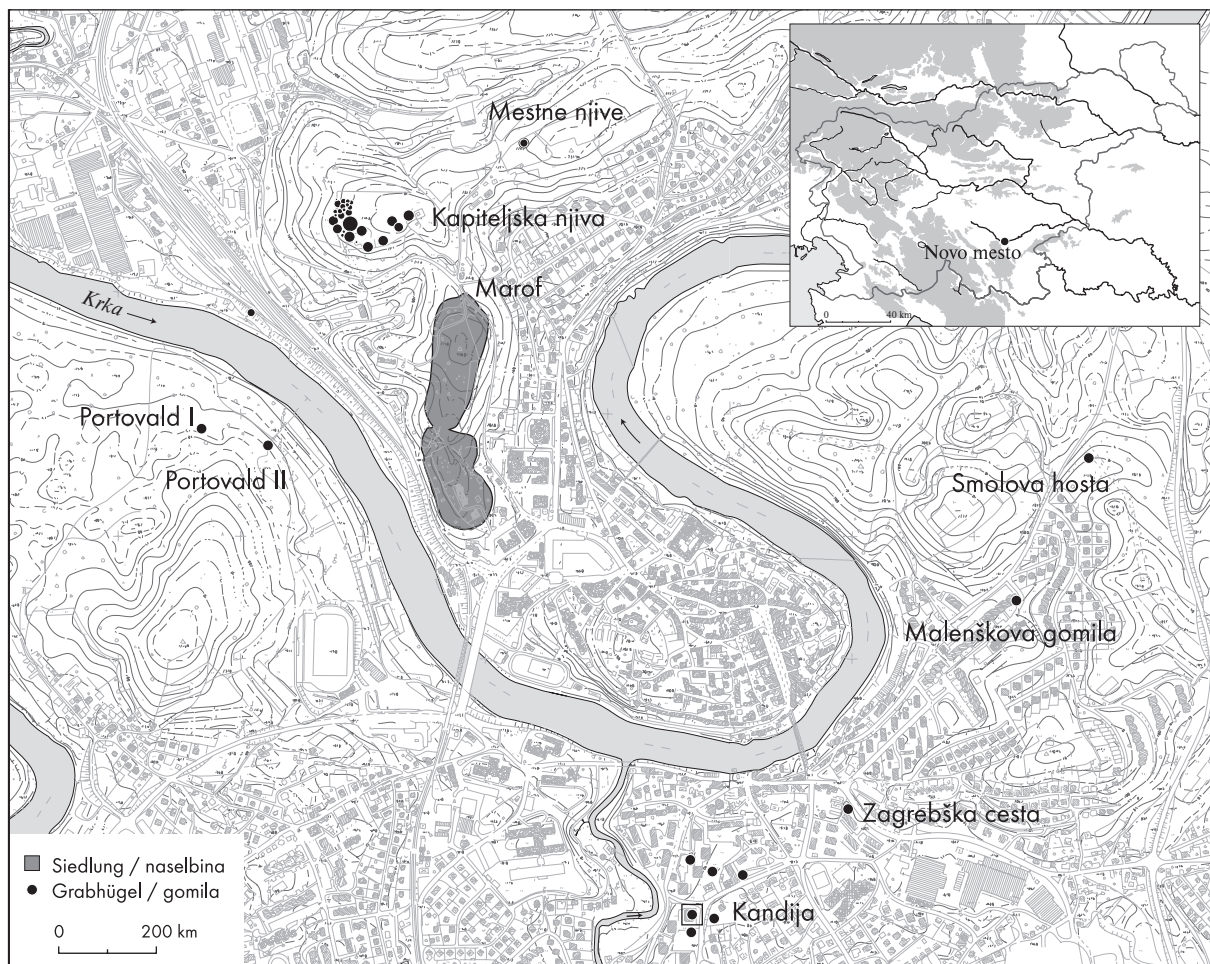 Mestne njive
Kapiteljska njiva
Novo mesto
0 40 km
Marof
Krka
Portovald I
Portovald II
Smolova hosta
Malenškova gomila
Zagrebška cesta
Kandija
Siedlung / naselbina
Grabhügel / gomila
0 200 km